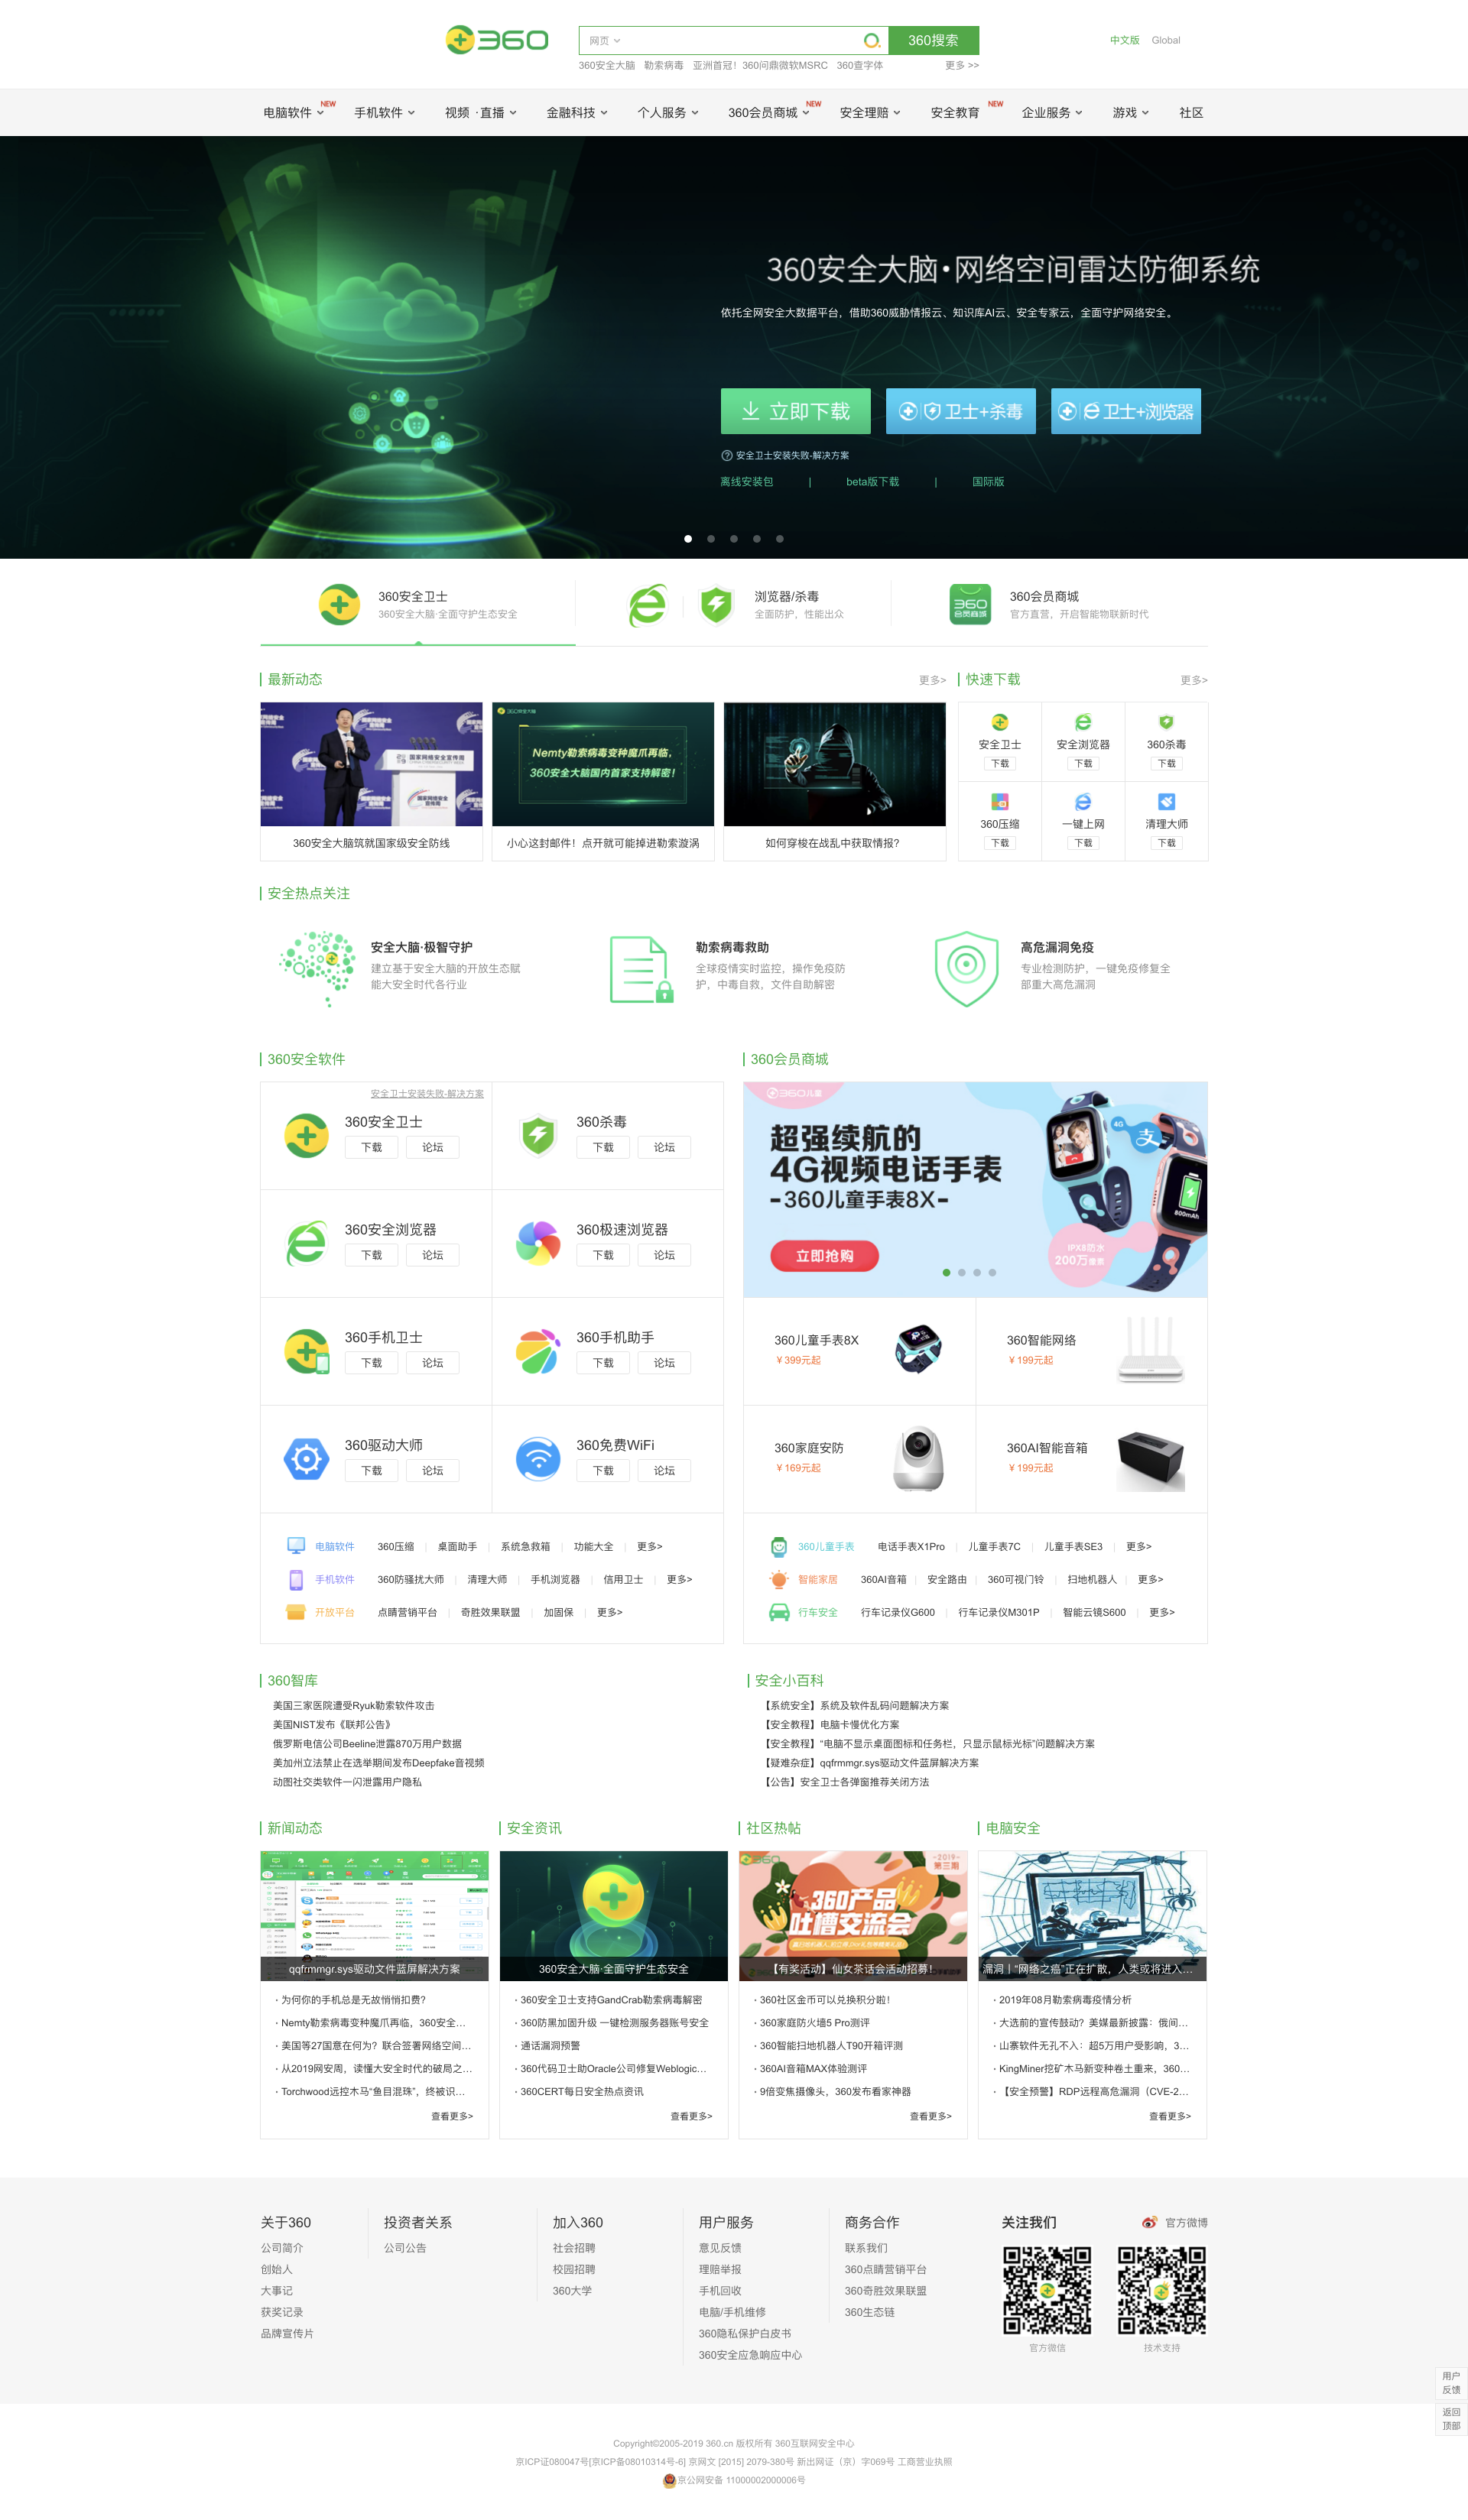 360
网页
360搜索
中文版
Global
360安全大脑 勒索病毒 亚洲首冠！360问鼎微软MSRC 360查字体
更多 >>
电脑软件 NEW 手机软件 视频 · 直播 金融科技 个人服务 360会员商城 NEW 安全理赔 安全教育 NEW 企业服务 游戏 社区
360安全大脑·网络空间雷达防御系统
依托全网安全大数据平台，借助360威胁情报云、知识库AI云、安全专家云，全面守护网络安全。
立即下载
卫士+杀毒
卫士+浏览器
安全卫士安装失败-解决方案
离线安装包 | beta版下载 | 国际版
360安全卫士
360安全大脑·全面守护生态安全
浏览器/杀毒
全面防护，性能出众
360
会员商城
360会员商城
官方直营，开启智能物联新时代
最新动态
更多>
国家网络安全宣传周
360安全大脑筑就国家级安全防线
360安全大脑
Nemty勒索病毒变种魔爪再临，
360安全大脑国内首家支持解密！
小心这封邮件！点开就可能掉进勒索漩涡
如何穿梭在战乱中获取情报？
快速下载
更多>
安全卫士
下载
安全浏览器
下载
360杀毒
下载
360压缩
下载
一键上网
下载
清理大师
下载
安全热点关注
安全大脑·极智守护
建立基于安全大脑的开放生态赋
能大安全时代各行业
勒索病毒救助
全球疫情实时监控，操作免疫防
护，中毒自救，文件自助解密
高危漏洞免疫
专业检测防护，一键免疫修复全
部重大高危漏洞
360安全软件
安全卫士安装失败-解决方案
360安全卫士
下载 论坛
360杀毒
下载 论坛
360安全浏览器
下载 论坛
360极速浏览器
下载 论坛
360手机卫士
下载 论坛
360手机助手
下载 论坛
360驱动大师
下载 论坛
360免费WiFi
下载 论坛
电脑软件 360压缩 | 桌面助手 | 系统急救箱 | 功能大全 | 更多>
手机软件 360防骚扰大师 | 清理大师 | 手机浏览器 | 信用卫士 | 更多>
开放平台 点睛营销平台 | 奇胜效果联盟 | 加固保 | 更多>
360会员商城
360儿童
超强续航的
4G视频电话手表
-360儿童手表8X-
立即抢购
4G
支
800mAh
IPX8防水
200万像素
360儿童手表8X
￥399元起
360智能网络
￥199元起
360家庭安防
￥169元起
360AI智能音箱
￥199元起
360儿童手表 电话手表X1Pro | 儿童手表7C | 儿童手表SE3 | 更多>
智能家居 360AI音箱 | 安全路由 | 360可视门铃 | 扫地机器人 | 更多>
行车安全 行车记录仪G600 | 行车记录仪M301P | 智能云镜S600 | 更多>
360智库
美国三家医院遭受Ryuk勒索软件攻击
美国NIST发布《联邦公告》
俄罗斯电信公司Beeline泄露870万用户数据
美加州立法禁止在选举期间发布Deepfake音视频
动图社交类软件一闪泄露用户隐私
安全小百科
【系统安全】系统及软件乱码问题解决方案
【安全教程】电脑卡慢优化方案
【安全教程】“电脑不显示桌面图标和任务栏，只显示鼠标光标”问题解决方案
【疑难杂症】qqfrmmgr.sys驱动文件蓝屏解决方案
【公告】安全卫士各弹窗推荐关闭方法
新闻动态
qqfrmmgr.sys驱动文件蓝屏解决方案
· 为何你的手机总是无故悄悄扣费？
· Nemty勒索病毒变种魔爪再临，360安全…
· 美国等27国意在何为？联合签署网络空间…
· 从2019网安周，读懂大安全时代的破局之…
· Torchwood远控木马“鱼目混珠”，终被识…
查看更多>
安全资讯
360安全大脑·全面守护生态安全
· 360安全卫士支持GandCrab勒索病毒解密
· 360防黑加固升级 一键检测服务器账号安全
· 通话漏洞预警
· 360代码卫士助Oracle公司修复Weblogic…
· 360CERT每日安全热点资讯
查看更多>
社区热帖
360
-2019-
第三期
360产品
吐槽交流会
【有奖活动】仙女茶话会活动招募！
· 360社区金币可以兑换积分啦！
· 360家庭防火墙5 Pro测评
· 360智能扫地机器人T90开箱评测
· 360AI音箱MAX体验测评
· 9倍变焦摄像头，360发布看家神器
查看更多>
电脑安全
漏洞丨“网络之癌”正在扩散，人类或将进入…
· 2019年08月勒索病毒疫情分析
· 大选前的宣传鼓动？美媒最新披露：俄间…
· 山寨软件无孔不入：超5万用户受影响，3…
· KingMiner挖矿木马新变种卷土重来，360…
· 【安全预警】RDP远程高危漏洞（CVE-2…
查看更多>
关于360
公司简介
创始人
大事记
获奖记录
品牌宣传片
投资者关系
公司公告
加入360
社会招聘
校园招聘
360大学
用户服务
意见反馈
理赔举报
手机回收
电脑/手机维修
360隐私保护白皮书
360安全应急响应中心
商务合作
联系我们
360点睛营销平台
360奇胜效果联盟
360生态链
关注我们
官方微博
官方微信
技术支持
用户
反馈
返回
顶部
Copyright©2005-2019 360.cn 版权所有 360互联网安全中心
京ICP证080047号[京ICP备08010314号-6] 京网文 [2015] 2079-380号 新出网证（京）字069号 工商营业执照
京公网安备 11000002000006号